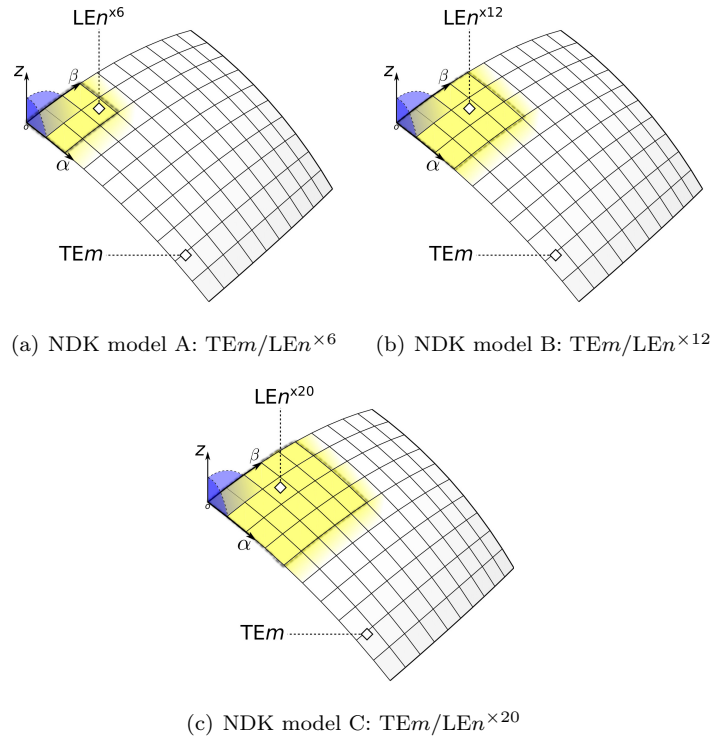 LEn^x6
z
β
o
α
TEm
(a) NDK model A: TEm/LEn^×6
LEn^x12
z
β
o
α
TEm
(b) NDK model B: TEm/LEn^×12
LEn^x20
z
β
o
α
TEm
(c) NDK model C: TEm/LEn^×20